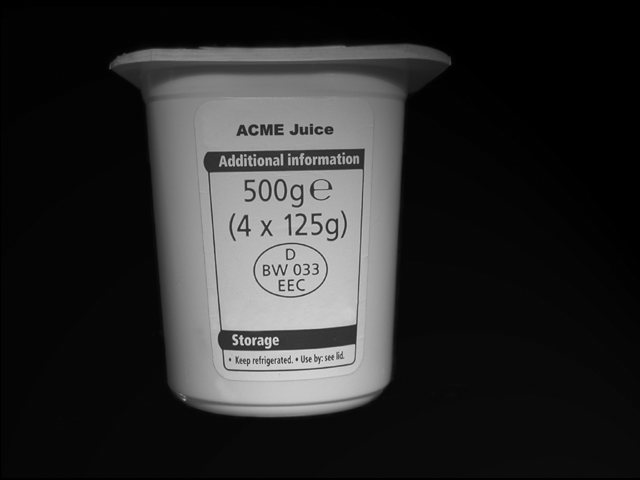 ACME Juice
Additional information
500g℮
(4 x 125g)
D
BW 033
EEC
Storage
• Keep refrigerated. • Use by: see lid.